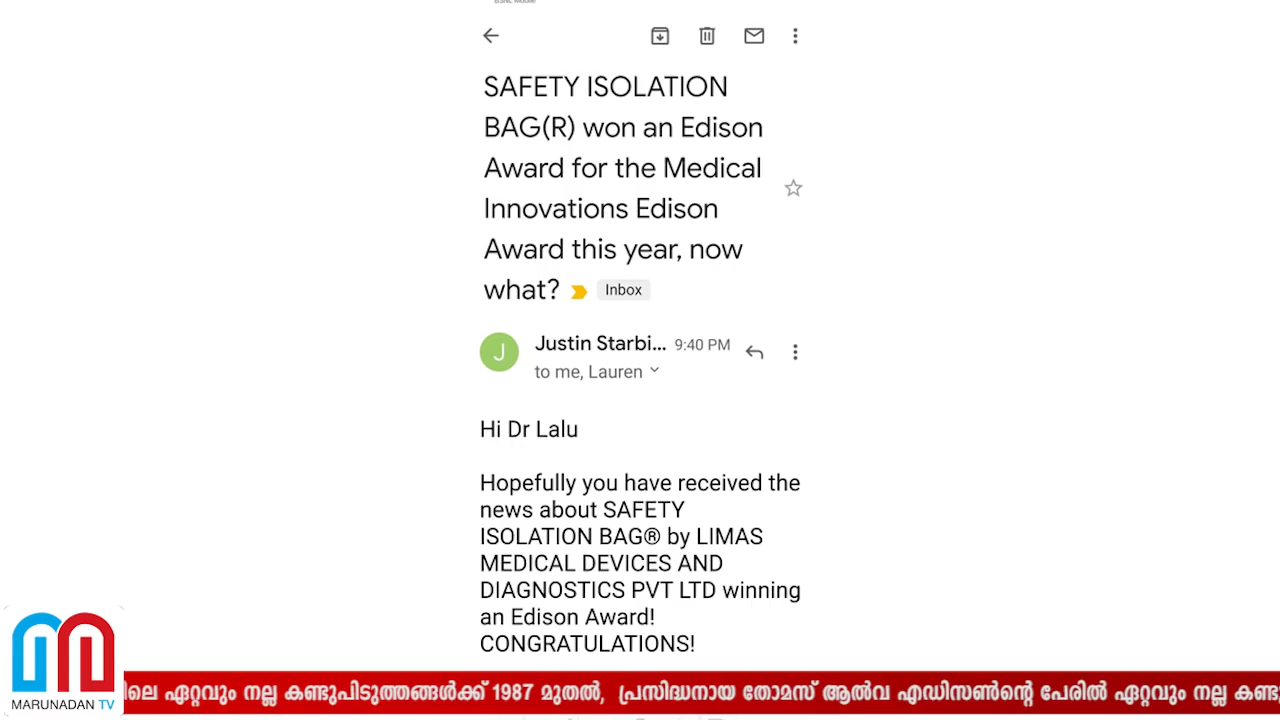 SAFETY ISOLATION
BAG(R) won an Edison
Award for the Medical
Innovations Edison
Award this year, now
what? Inbox
J
Justin Starbi... 9:40 PM
to me, Lauren
Hi Dr Lalu
Hopefully you have received the
news about SAFETY
ISOLATION BAG® by LIMAS
MEDICAL DEVICES AND
DIAGNOSTICS PVT LTD winning
an Edison Award!
CONGRATULATIONS!
MARUNADAN TV
ഏറ്റവും നല്ല കണ്ടുപിടുത്തങ്ങൾക്ക് 1987 മുതൽ, പ്രസിദ്ധനായ തോമസ് ആൽവ എഡിസൺന്റെ പേരിൽ ഏറ്റവും നല്ല